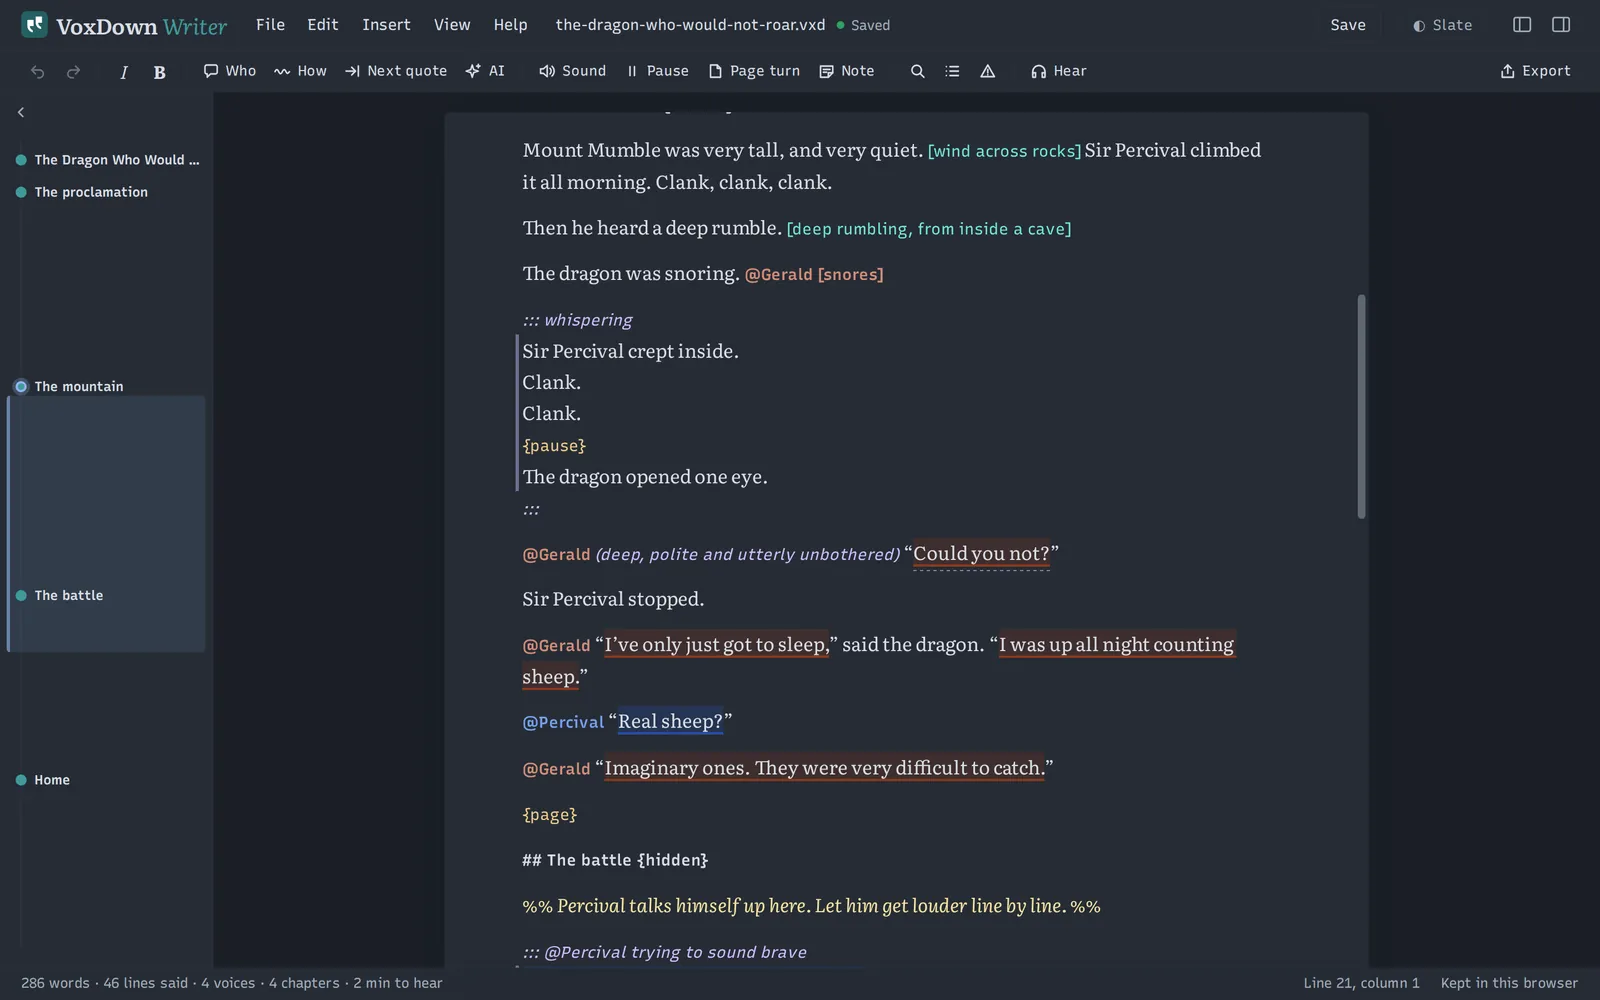 VoxDown Writer File Edit Insert View Help the-dragon-who-would-not-roar.vxd Saved Save Slate
I B Who How Next quote AI Sound Pause Page turn Note Hear Export
The Dragon Who Would ...
The proclamation
The mountain
The battle
Home
Mount Mumble was very tall, and very quiet. [wind across rocks] Sir Percival climbed
it all morning. Clank, clank, clank.
Then he heard a deep rumble. [deep rumbling, from inside a cave]
The dragon was snoring. @Gerald [snores]
::: whispering
Sir Percival crept inside.
Clank.
Clank.
{pause}
The dragon opened one eye.
:::
@Gerald (deep, polite and utterly unbothered) “Could you not?”
Sir Percival stopped.
@Gerald “I’ve only just got to sleep,” said the dragon. “I was up all night counting
sheep.”
@Percival “Real sheep?”
@Gerald “Imaginary ones. They were very difficult to catch.”
{page}
## The battle {hidden}
%% Percival talks himself up here. Let him get louder line by line. %%
::: @Percival trying to sound brave
286 words · 46 lines said · 4 voices · 4 chapters · 2 min to hear Line 21, column 1 Kept in this browser